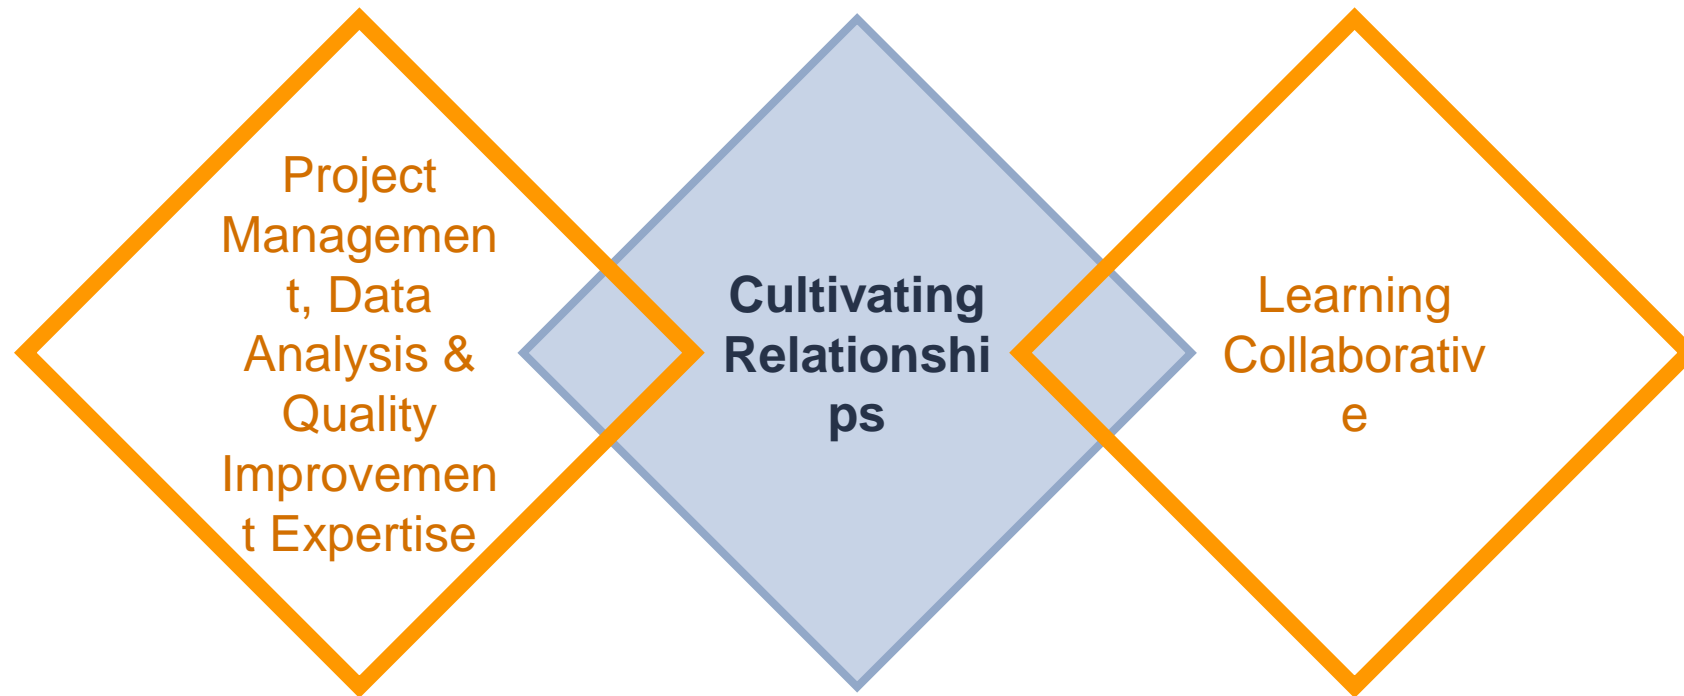 Project
Managemen
t, Data
Analysis &
Quality
Improvemen
t Expertise
Cultivating
Relationshi
ps
Learning
Collaborativ
e